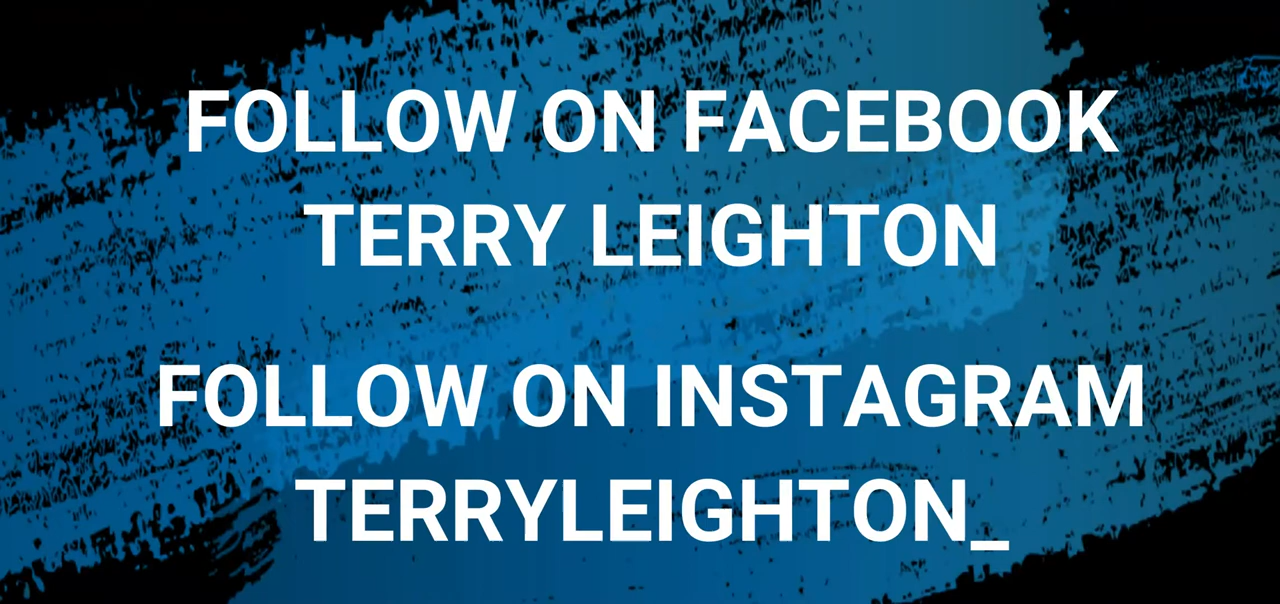 FOLLOW ON FACEBOOK
TERRY LEIGHTON
FOLLOW ON INSTAGRAM
TERRYLEIGHTON_